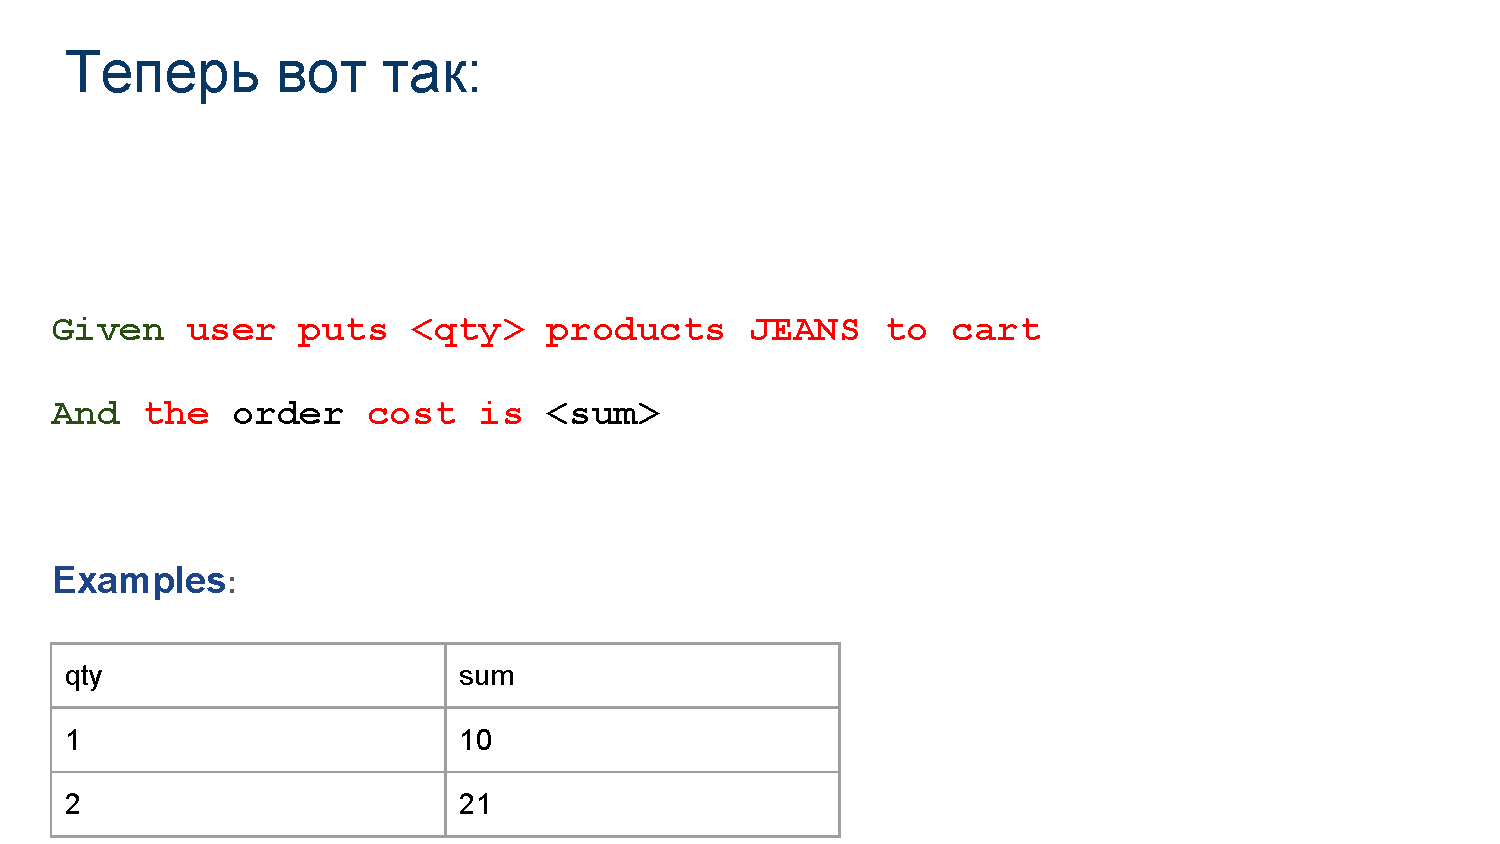 Теперь вот так:
Given user puts <qty> products JEANS to cart
And the order cost is <sum>
Examples:
qty sum
1 10
2 21